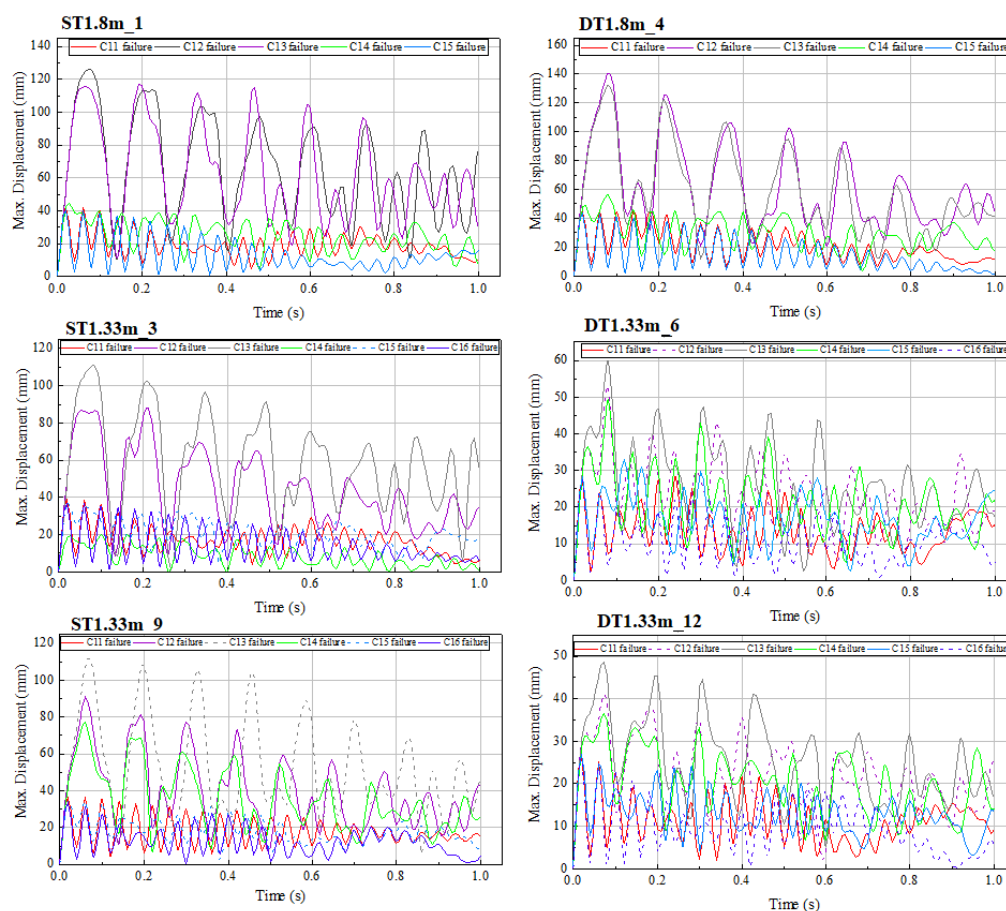 ST1.8m_1
C11 failure C12 failure C13 failure C14 failure C15 failure
Max. Displacement (mm)
140
120
100
80
60
40
20
0
0.0 0.2 0.4 0.6 0.8 1.0
Time (s)
DT1.8m_4
C11 failure C12 failure C13 failure C14 failure C15 failure
Max. Displacement (mm)
160
140
120
100
80
60
40
20
0
0.0 0.2 0.4 0.6 0.8 1.0
Time (s)
ST1.33m_3
C11 failure C12 failure C13 failure C14 failure C15 failure C16 failure
Max. Displacement (mm)
120
100
80
60
40
20
0
0.0 0.2 0.4 0.6 0.8 1.0
Time (s)
DT1.33m_6
C11 failure C12 failure C13 failure C14 failure C15 failure C16 failure
Max. Displacement (mm)
60
50
40
30
20
10
0
0.0 0.2 0.4 0.6 0.8 1.0
Time (s)
ST1.33m_9
C11 failure C12 failure C13 failure C14 failure C15 failure C16 failure
Max. Displacement (mm)
120
100
80
60
40
20
0
0.0 0.2 0.4 0.6 0.8 1.0
Time (s)
DT1.33m_12
C11 failure C12 failure C13 failure C14 failure C15 failure C16 failure
Max. Displacement (mm)
50
40
30
20
10
0
0.0 0.2 0.4 0.6 0.8 1.0
Time (s)